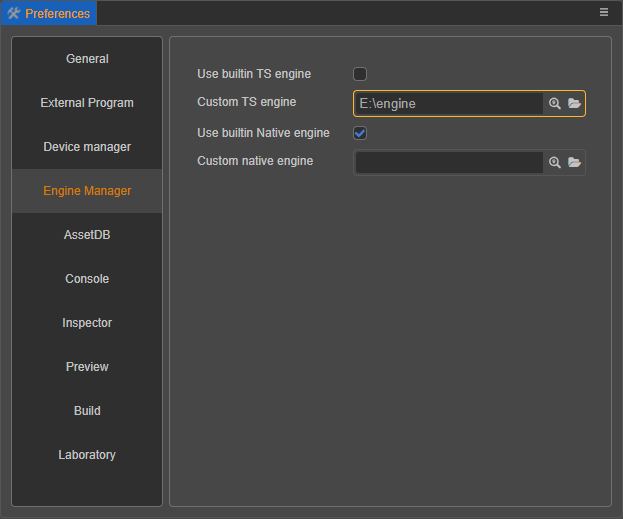 Preferences
General
External Program
Device manager
Engine Manager
AssetDB
Console
Inspector
Preview
Build
Laboratory
Use builtin TS engine
Custom TS engine E:\engine
Use builtin Native engine
Custom native engine